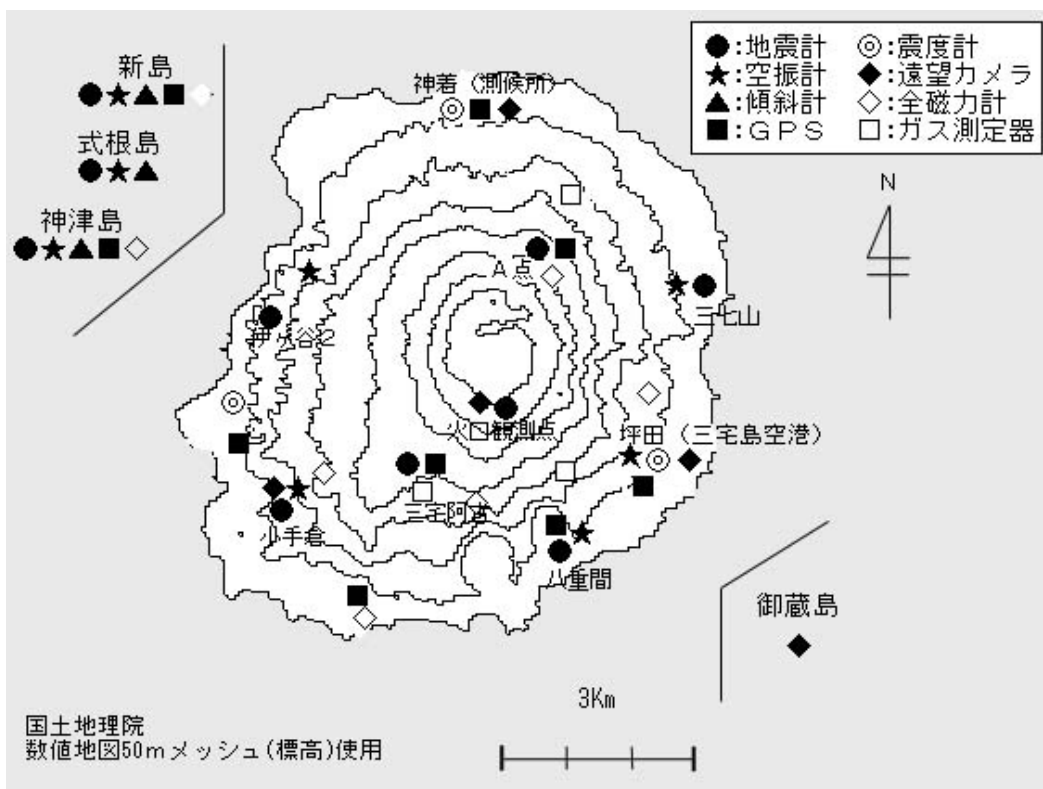 新島
式根島
神津島
神着（測候所）
●:地震計 ◎:震度計
★:空振計 ◆:遠望カメラ
▲:傾斜計 ◇:全磁力計
■:ＧＰＳ □:ガス測定器
N
Ａ点
三七山
伊ヶ谷２
火口観測点
坪田（三宅島空港）
三宅阿古
小手倉
八重間
御蔵島
3Km
国土地理院
数値地図50ｍメッシュ(標高)使用